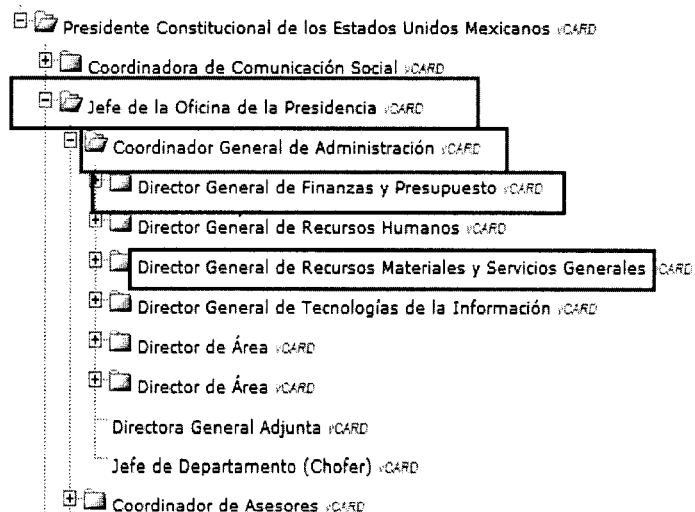 Presidente Constitucional de los Estados Unidos Mexicanos vCARD
Coordinadora de Comunicación Social vCARD
Jefe de la Oficina de la Presidencia vCARD
Coordinador General de Administración vCARD
Director General de Finanzas y Presupuesto vCARD
Director General de Recursos Humanos vCARD
Director General de Recursos Materiales y Servicios Generales vCARD
Director General de Tecnologías de la Información vCARD
Director de Área vCARD
Director de Área vCARD
Directora General Adjunta vCARD
Jefe de Departamento (Chofer) vCARD
Coordinador de Asesores vCARD